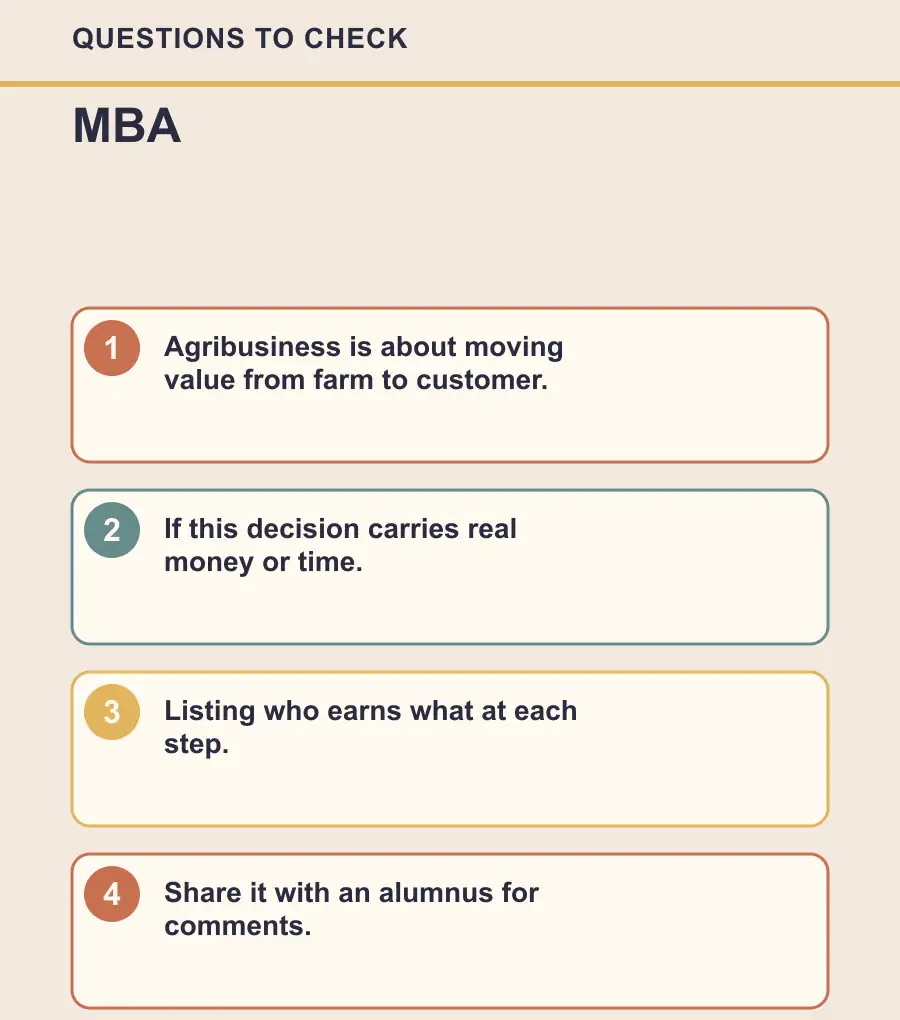 QUESTIONS TO CHECK
MBA
1
Agribusiness is about moving
value from farm to customer.
2
If this decision carries real
money or time.
3
Listing who earns what at each
step.
4
Share it with an alumnus for
comments.